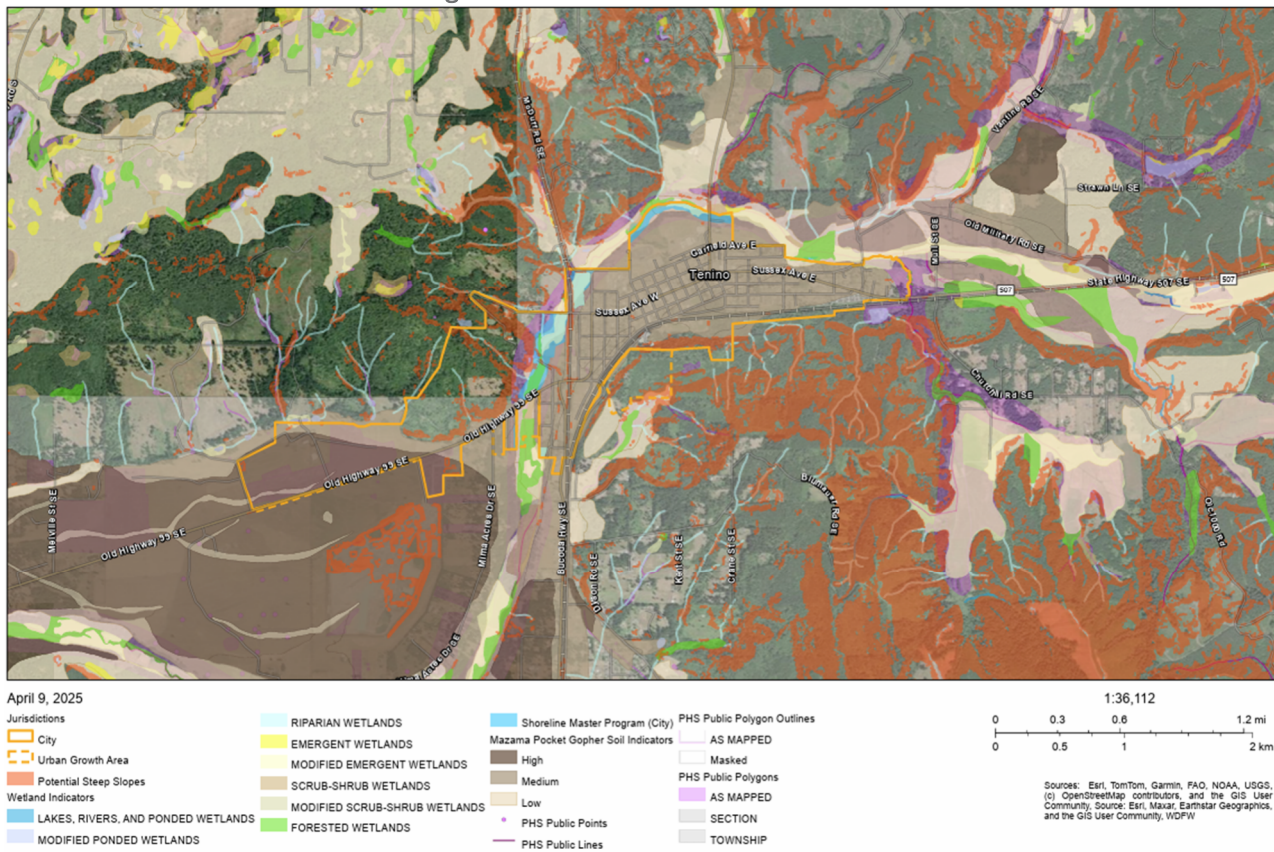 McDuff Rd SE
Vantine Rd SE
Strawn Ln SE
Old Military Rd SE
Mull St SE
Garfield Ave E
Tenino
Sussex Ave E
State Highway 507 SE
507
507
Sussex Ave W
Churchill Rd SE
Old Highway 99 SE
Old Highway 99 SE
Old Highway 99 SE
Melville St SE
Mima Acres Dr SE
Bucoda Hwy SE
Kent St SE
Crane St SE
Blumauer Rd SE
April 9, 2025
Jurisdictions
City
Urban Growth Area
Potential Steep Slopes
Wetland Indicators
LAKES, RIVERS, AND PONDED WETLANDS
MODIFIED PONDED WETLANDS
RIPARIAN WETLANDS
EMERGENT WETLANDS
MODIFIED EMERGENT WETLANDS
SCRUB-SHRUB WETLANDS
MODIFIED SCRUB-SHRUB WETLANDS
FORESTED WETLANDS
Shoreline Master Program (City)
Mazama Pocket Gopher Soil Indicators
High
Medium
Low
PHS Public Points
PHS Public Lines
PHS Public Polygon Outlines
AS MAPPED
Masked
PHS Public Polygons
AS MAPPED
SECTION
TOWNSHIP
1:36,112
0 0.3 0.6 1.2 mi
0 0.5 1 2 km
Sources: Esri, TomTom, Garmin, FAO, NOAA, USGS,
(c) OpenStreetMap contributors, and the GIS User
Community, Source: Esri, Maxar, Earthstar Geographics,
and the GIS User Community, WDFW